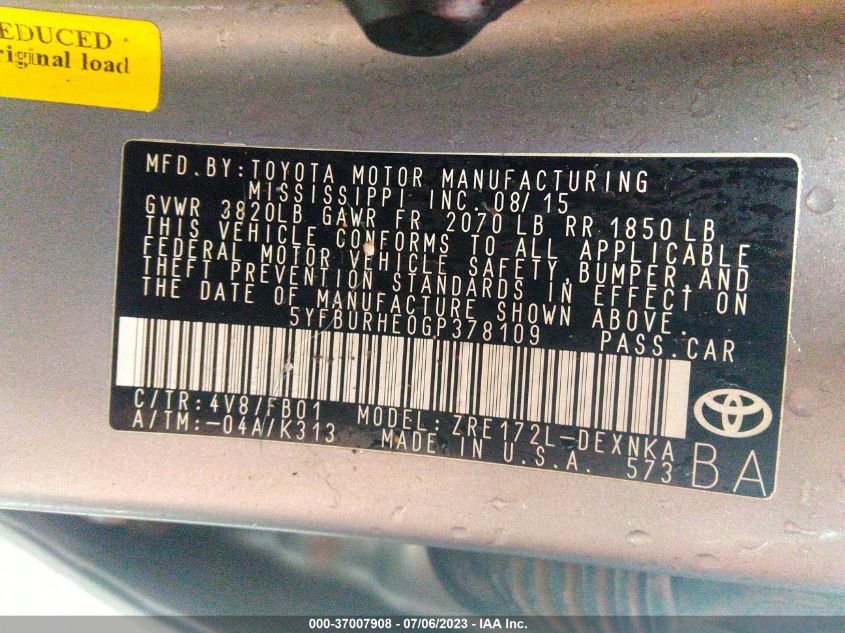 EDUCED
riginal load
MFD.BY:TOYOTA MOTOR MANUFACTURING
MISSISSIPPI INC. 08/15
GVWR 3820LB GAWR FR 2070 LB RR 1850 LB
THIS VEHICLE CONFORMS TO ALL APPLICABLE
FEDERAL MOTOR VEHICLE SAFETY, BUMPER, AND
THEFT PREVENTION STANDARDS IN EFFECT ON
THE DATE OF MANUFACTURE SHOWN ABOVE.
5YFBURHE0GP378109 PASS.CAR
C/TR:4V8/FB01 MODEL:ZRE172L-DEXNKA
A/TM:-04A/K313 MADE IN U.S.A. 573 BA
000-37007908 - 07/06/2023 - IAA Inc.